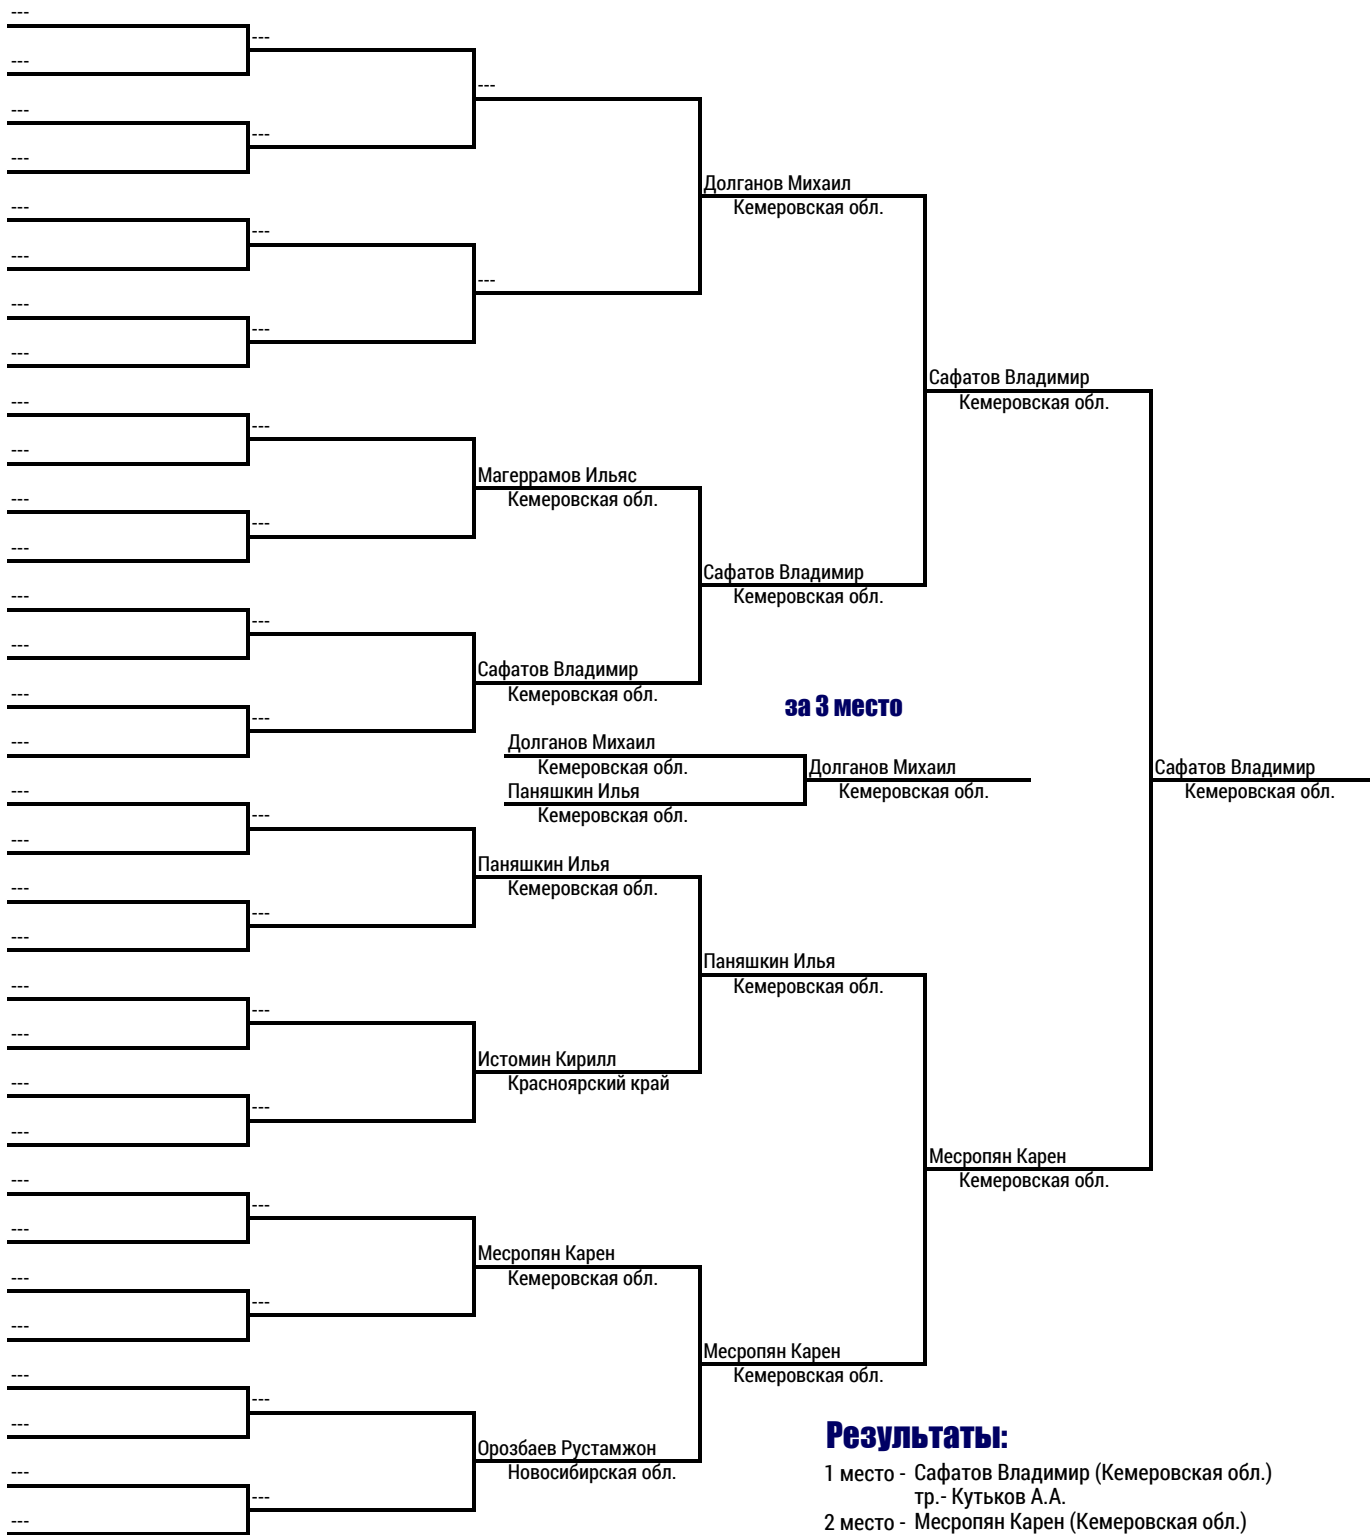 ---
---
---
---
---
---
---
---
---
---
---
---
---
---
Долганов Михаил
Кемеровская обл.
Сафатов Владимир
Кемеровская обл.
---
---
---
---
---
---
Магеррамов Ильяс
Кемеровская обл.
Сафатов Владимир
Кемеровская обл.
---
---
---
---
---
---
Сафатов Владимир
Кемеровская обл.
за 3 место
Долганов Михаил
Кемеровская обл.
Паняшкин Илья
Кемеровская обл.
Долганов Михаил
Кемеровская обл.
Сафатов Владимир
Кемеровская обл.
---
---
---
---
---
---
Паняшкин Илья
Кемеровская обл.
Паняшкин Илья
Кемеровская обл.
---
---
---
---
---
---
Истомин Кирилл
Красноярский край
Месропян Карен
Кемеровская обл.
---
---
---
---
---
---
Месропян Карен
Кемеровская обл.
Месропян Карен
Кемеровская обл.
---
---
---
---
---
---
Орозбаев Рустамжон
Новосибирская обл.
Результаты:
1 место - Сафатов Владимир (Кемеровская обл.)
тр.- Кутьков А.А.
2 место - Месропян Карен (Кемеровская обл.)